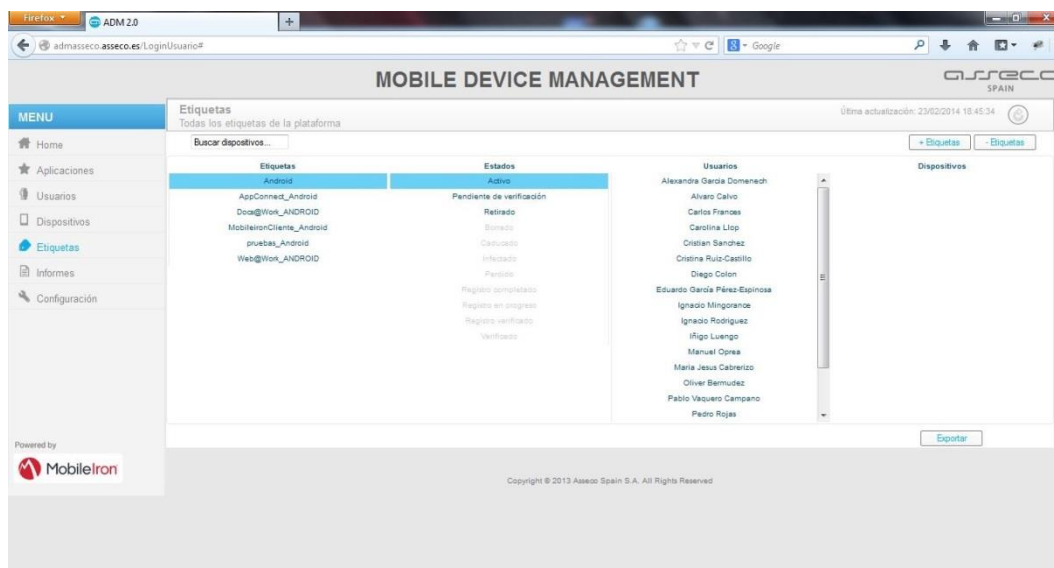 Firefox
ADM 2.0
admasseco.asseco.es/LoginUsuario#
Google
MOBILE DEVICE MANAGEMENT
asseco
SPAIN
MENU
Home
Aplicaciones
Usuarios
Dispositivos
Etiquetas
Informes
Configuración
Powered by
MobileIron
Etiquetas
Todas los etiquetas de la plataforma
Última actualización: 23/02/2014 18:45:34
Buscar dispositivos...
+ Etiquetas
- Etiquetas
Etiquetas
Android
AppConnect_Android
Docs@Work_ANDROID
MobileironCliente_Android
pruebas_Android
Web@Work_ANDROID
Estados
Activo
Pendiente de verificación
Retirado
Borrado
Caducado
Infectado
Perdido
Registro completado
Registro en progreso
Registro verificado
Verificado
Usuarios
Alexandra Garcia Domenech
Alvaro Calvo
Carlos Frances
Carolina Llop
Cristian Sanchez
Cristina Ruiz-Castillo
Diego Colon
Eduardo García Pérez-Espinosa
Ignacio Mingorance
Ignacio Rodriguez
Iñigo Luengo
Manuel Oprea
Maria Jesus Cabrerizo
Oliver Bermudez
Pablo Vaquero Campano
Pedro Rojas
Dispositivos
Exportar
Copyright © 2013 Asseco Spain S.A. All Rights Reserved